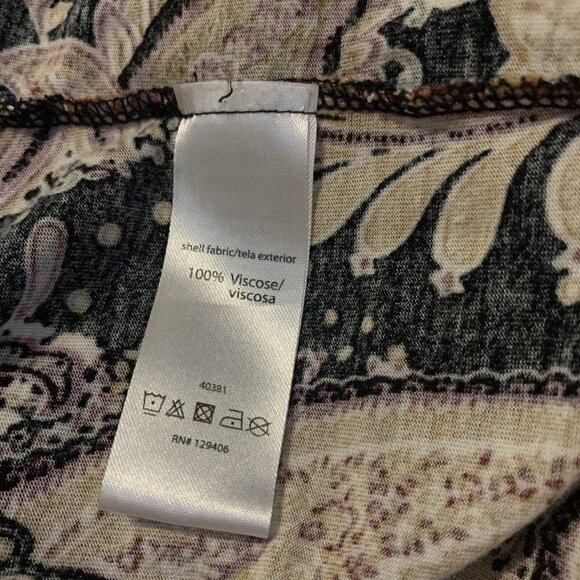 shell fabric/tela exterior
100% Viscose/
viscosa
40381
RN# 129406